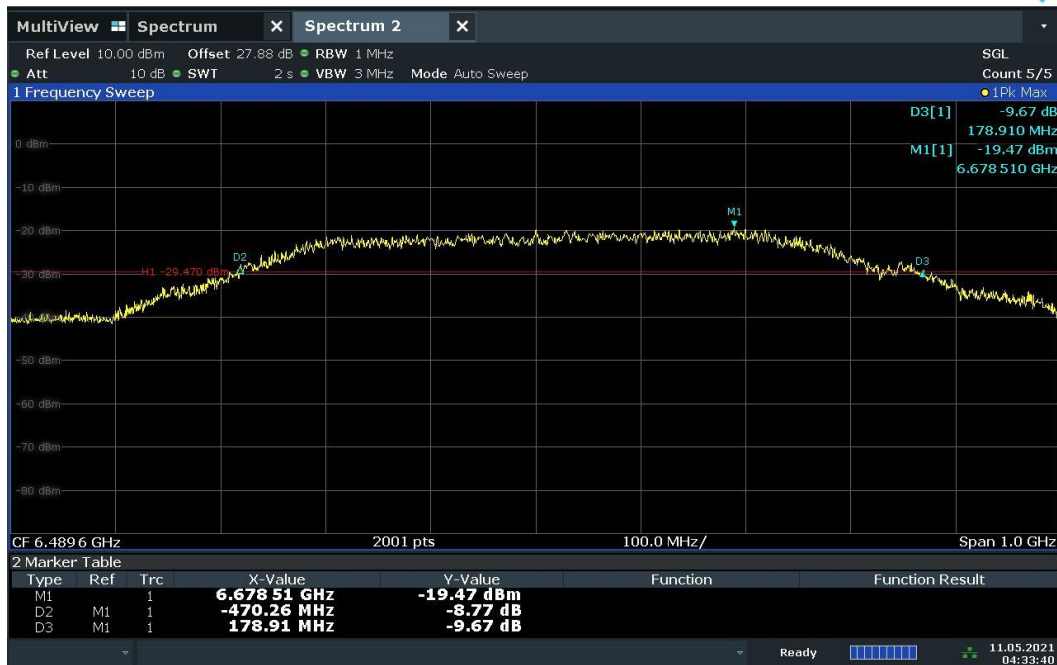 MultiView Spectrum X Spectrum 2 X
Ref Level 10.00 dBm Offset 27.88 dB RBW 1 MHz SGL
Att 10 dB SWT 2 s VBW 3 MHz Mode Auto Sweep Count 5/5
1 Frequency Sweep 1Pk Max
D3[1] -9.67 dB
178.910 MHz
0 dBm
M1[1] -19.47 dBm
6.678 510 GHz
-10 dBm
M1
-20 dBm
D2
D3
H1 -29.470 dBm
-30 dBm
-50 dBm
-60 dBm
-70 dBm
-80 dBm
CF 6.4896 GHz 2001 pts 100.0 MHz/ Span 1.0 GHz
2 Marker Table
Type Ref Trc X-Value Y-Value Function Function Result
M1 1 6.678 51 GHz -19.47 dBm
D2 M1 1 -470.26 MHz -8.77 dB
D3 M1 1 178.91 MHz -9.67 dB
Ready 11.05.2021
04:33:40